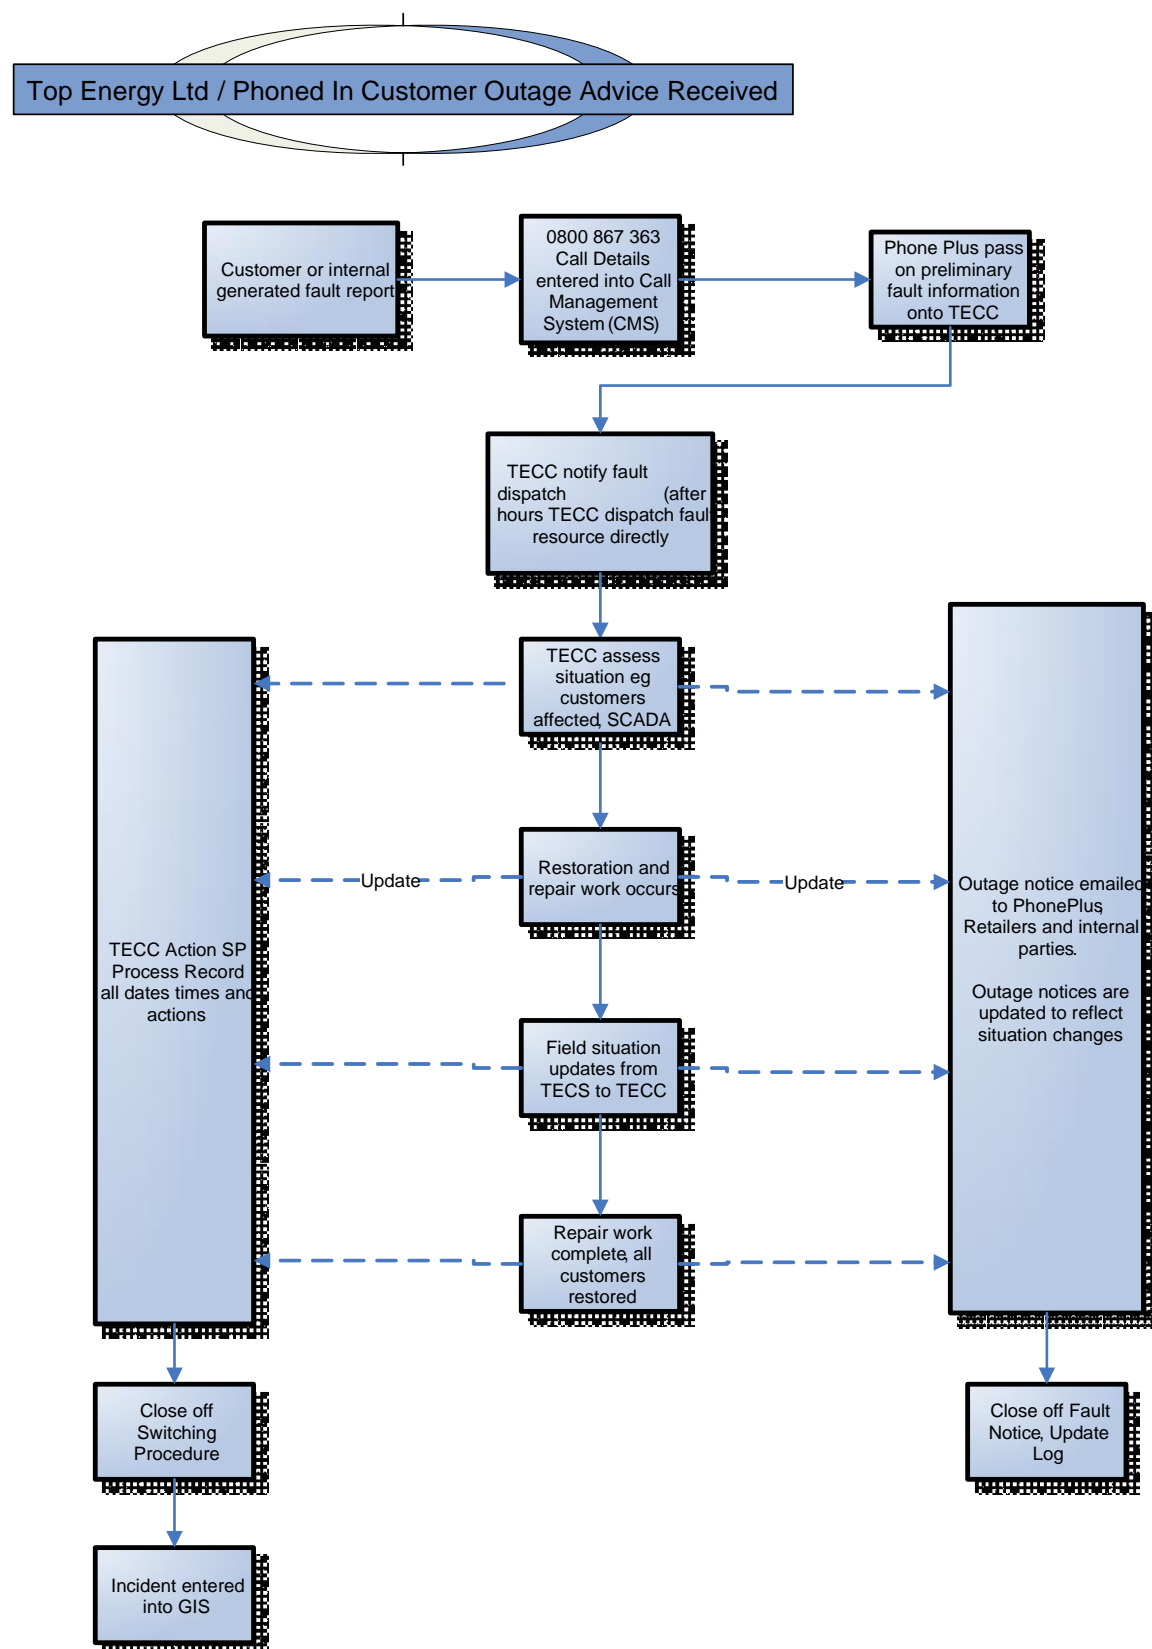 Top Energy Ltd / Phoned In Customer Outage Advice Received
Customer or internal
generated fault report
0800 867 363
Call Details
entered into Call
Management
System (CMS)
Phone Plus pass
on preliminary
fault information
onto TECC
TECC notify fault
dispatch (after
hours TECC dispatch fault
resource directly
TECC assess
situation eg
customers
affected, SCADA
Restoration and
repair work occurs
Update
Update
Field situation
updates from
TECS to TECC
Repair work
complete, all
customers
restored
TECC Action SP
Process Record
all dates times and
actions
Outage notice emailed
to PhonePlus,
Retailers and internal
parties.
Outage notices are
updated to reflect
situation changes
Close off
Switching
Procedure
Close off Fault
Notice, Update
Log
Incident entered
into GIS